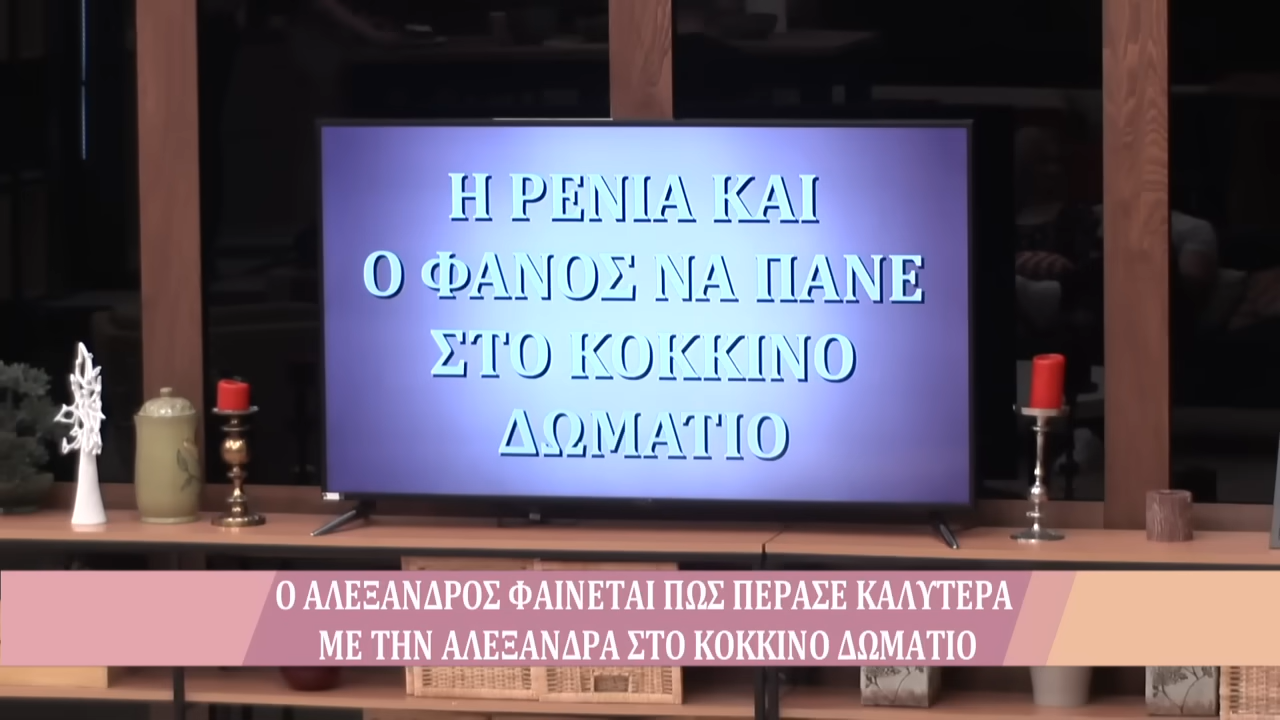 Η ΡΕΝΙΑ ΚΑΙ
Ο ΦΑΝΟΣ ΝΑ ΠΑΝΕ
ΣΤΟ ΚΟΚΚΙΝΟ
ΔΩΜΑΤΙΟ
Ο ΑΛΕΞΑΝΔΡΟΣ ΦΑΙΝΕΤΑΙ ΠΩΣ ΠΕΡΑΣΕ ΚΑΛΥΤΕΡΑ
ΜΕ ΤΗΝ ΑΛΕΞΑΝΔΡΑ ΣΤΟ ΚΟΚΚΙΝΟ ΔΩΜΑΤΙΟ